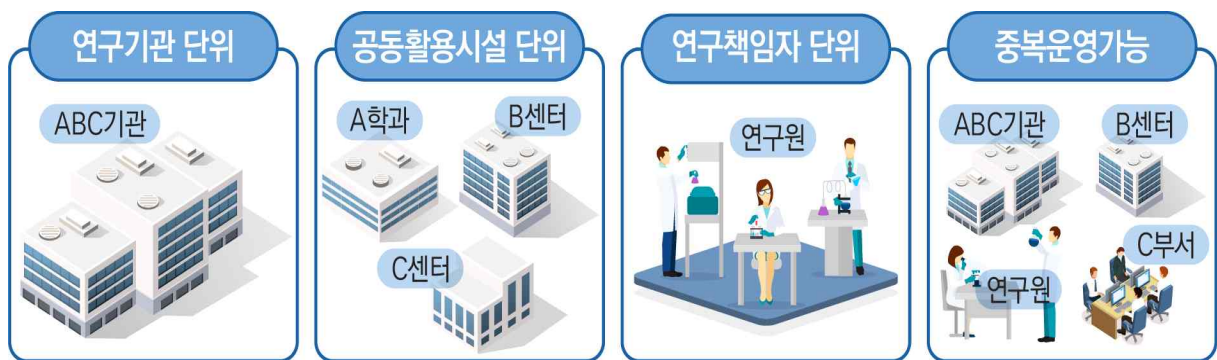 연구기관 단위
ABC기관
공동활용시설 단위
A학과
B센터
C센터
연구책임자 단위
연구원
중복운영가능
ABC기관
B센터
연구원
C부서